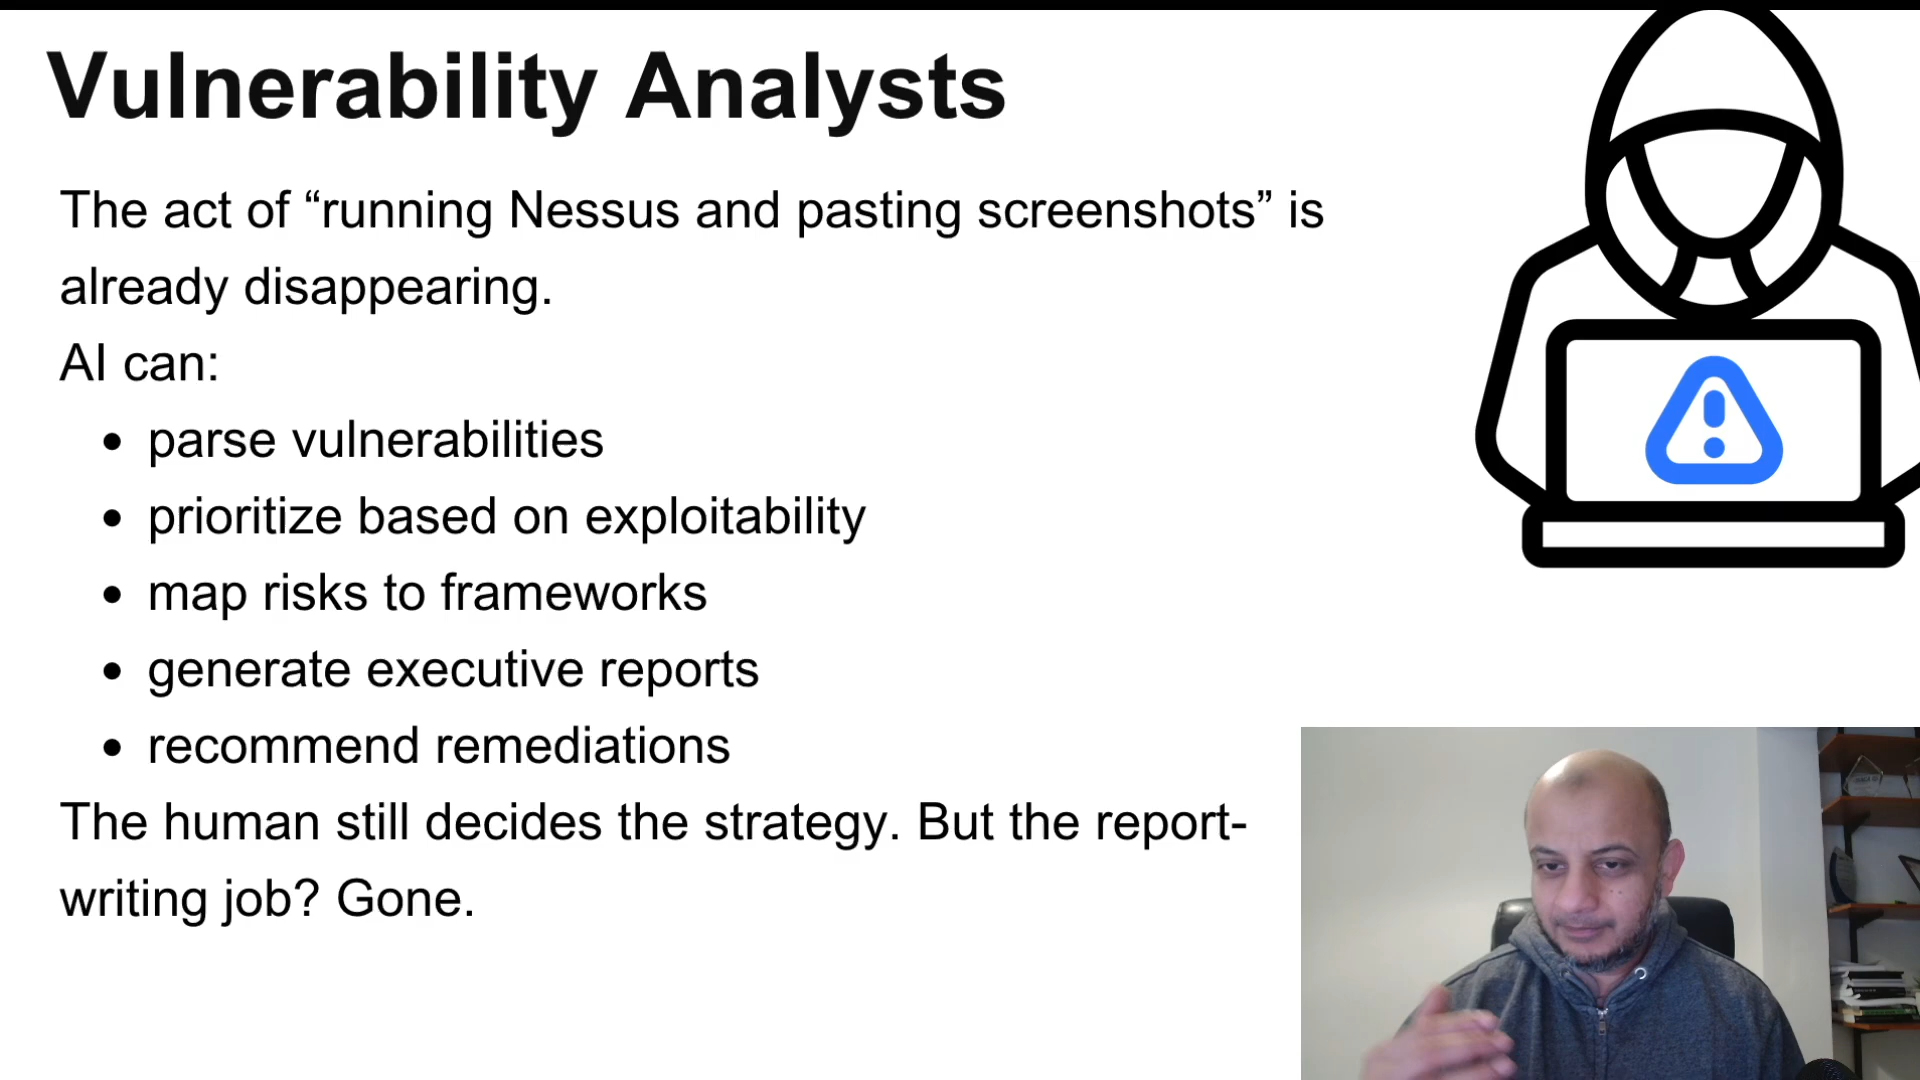 Vulnerability Analysts
The act of “running Nessus and pasting screenshots” is
already disappearing.
AI can:
• parse vulnerabilities
• prioritize based on exploitability
• map risks to frameworks
• generate executive reports
• recommend remediations
The human still decides the strategy. But the report-
writing job? Gone.